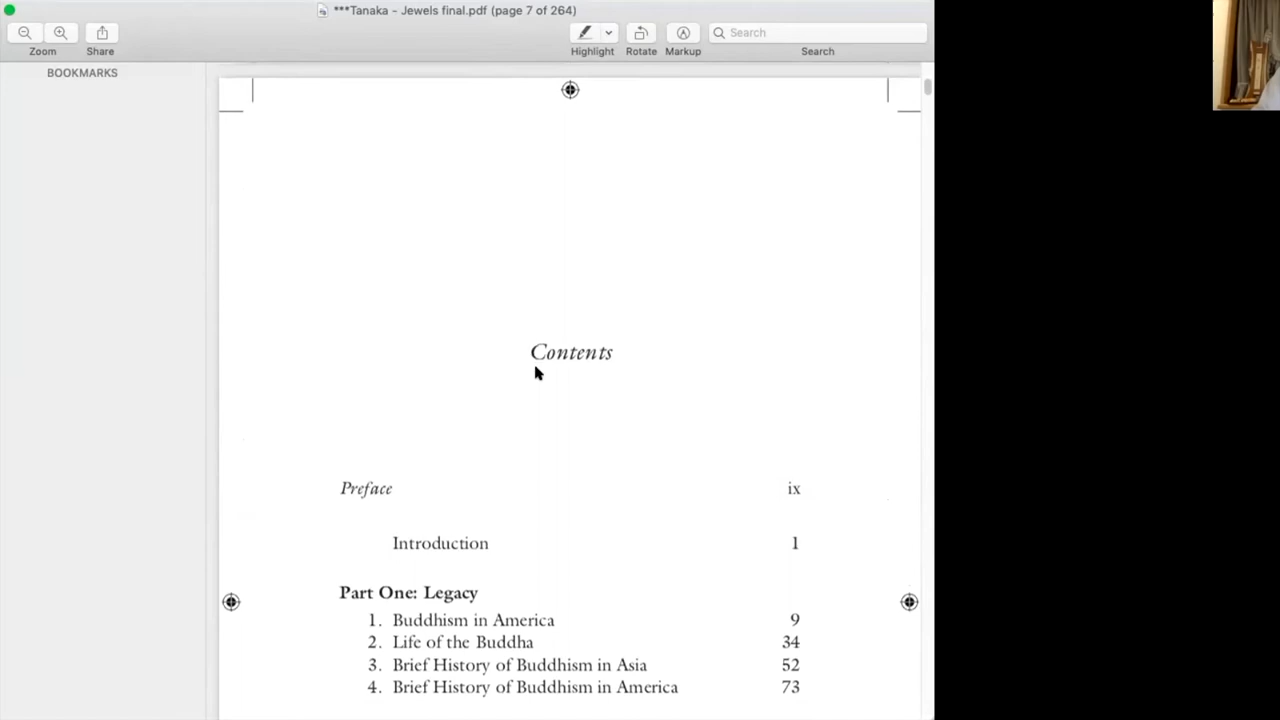 ***Tanaka - Jewels final.pdf (page 7 of 264)
Search
Zoom Share Highlight Rotate Markup Search
BOOKMARKS
Contents
Preface ix
Introduction 1
Part One: Legacy
1. Buddhism in America 9
2. Life of the Buddha 34
3. Brief History of Buddhism in Asia 52
4. Brief History of Buddhism in America 73